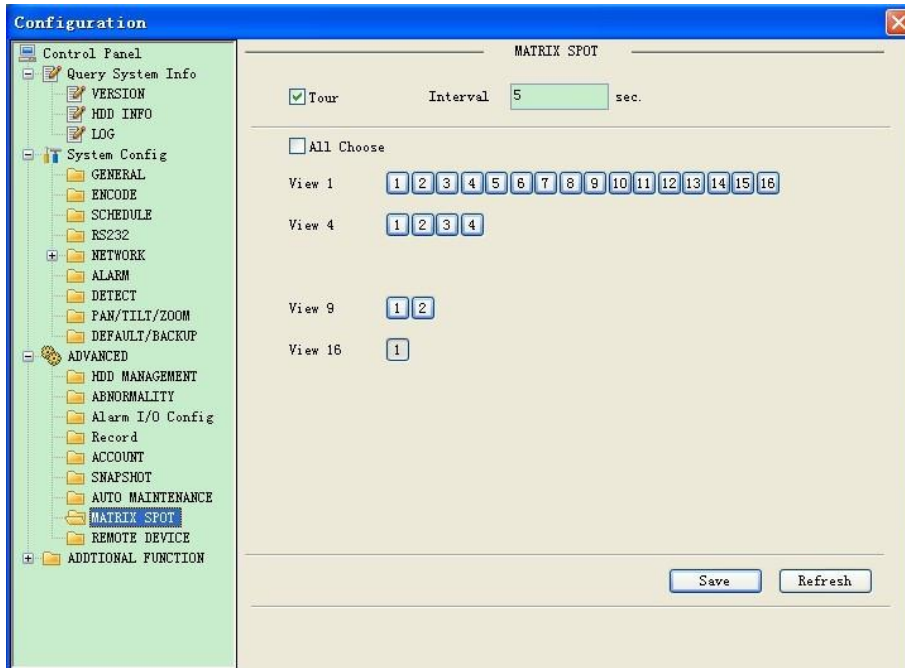 Configuration
Control Panel
Query System Info
VERSION
HDD INFO
LOG
System Config
GENERAL
ENCODE
SCHEDULE
RS232
NETWORK
ALARM
DETECT
PAN/TILT/ZOOM
DEFAULT/BACKUP
ADVANCED
HDD MANAGEMENT
ABNORMALITY
Alarm I/O Config
Record
ACCOUNT
SNAPSHOT
AUTO MAINTENANCE
MATRIX SPOT
REMOTE DEVICE
ADDTIONAL FUNCTION
MATRIX SPOT
Tour Interval 5 sec.
All Choose
View 1 1 2 3 4 5 6 7 8 9 10 11 12 13 14 15 16
View 4 1 2 3 4
View 9 1 2
View 16 1
Save Refresh